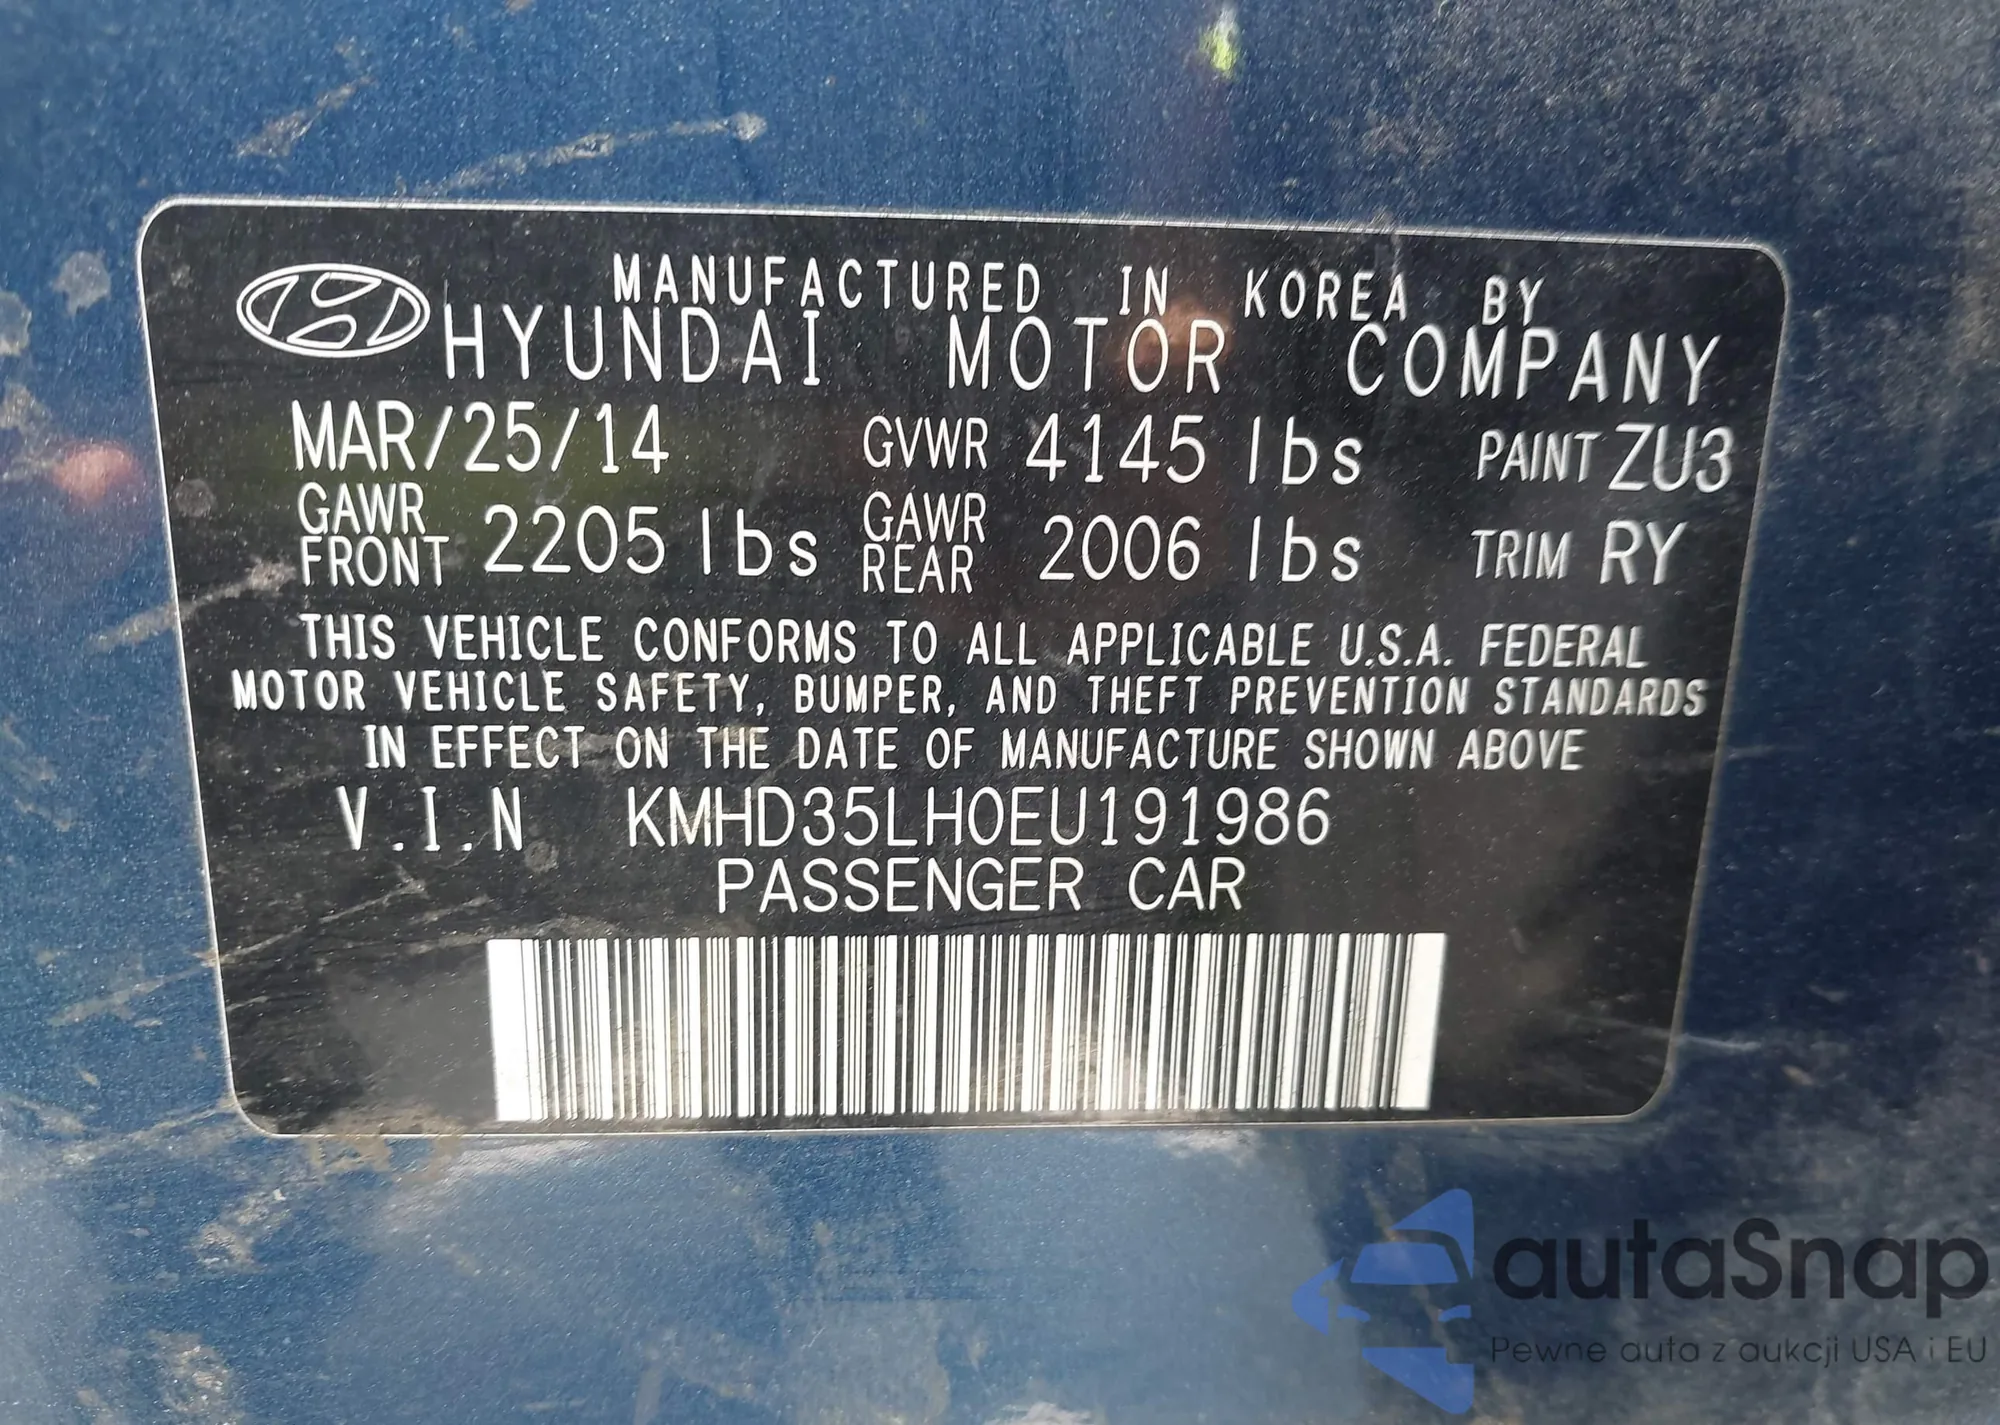 MANUFACTURED IN KOREA BY
HYUNDAI MOTOR COMPANY
MAR/25/14 GVWR 4145 lbs PAINT ZU3
GAWR FRONT 2205 lbs GAWR REAR 2006 lbs TRIM RY
THIS VEHICLE CONFORMS TO ALL APPLICABLE U.S.A. FEDERAL
MOTOR VEHICLE SAFETY, BUMPER, AND THEFT PREVENTION STANDARDS
IN EFFECT ON THE DATE OF MANUFACTURE SHOWN ABOVE
V.I.N KMHD35LH0EU191986
PASSENGER CAR
autaSnap
Pewne auta z aukcji USA i EU